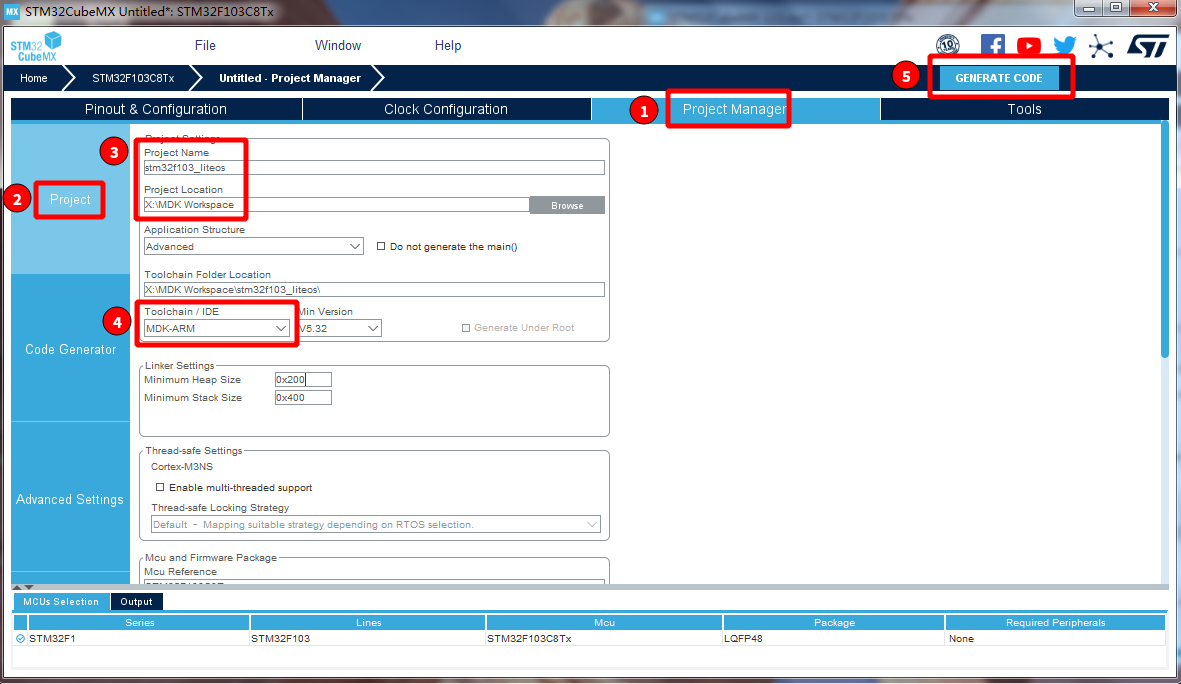 MX STM32CubeMX Untitled*: STM32F103C8Tx
STM32 CubeMX File Window Help 10 ST
Home STM32F103C8Tx Untitled - Project Manager 5 GENERATE CODE
Pinout & Configuration Clock Configuration 1 Project Manager Tools
Project Settings
3 Project Name
stm32f103_liteos
Project Location
2 Project X:\MDK Workspace Browse
Application Structure
Advanced Do not generate the main()
Toolchain Folder Location
X:\MDK Workspace\stm32f103_liteos\
4 Toolchain / IDE Min Version
MDK-ARM V5.32 Generate Under Root
Code Generator
Linker Settings
Minimum Heap Size 0x200
Minimum Stack Size 0x400
Thread-safe Settings
Cortex-M3NS
Enable multi-threaded support
Advanced Settings
Thread-safe Locking Strategy
Default - Mapping suitable strategy depending on RTOS selection.
Mcu and Firmware Package
Mcu Reference
MCUs Selection Output
Series Lines Mcu Package Required Peripherals
STM32F1 STM32F103 STM32F103C8Tx LQFP48 None